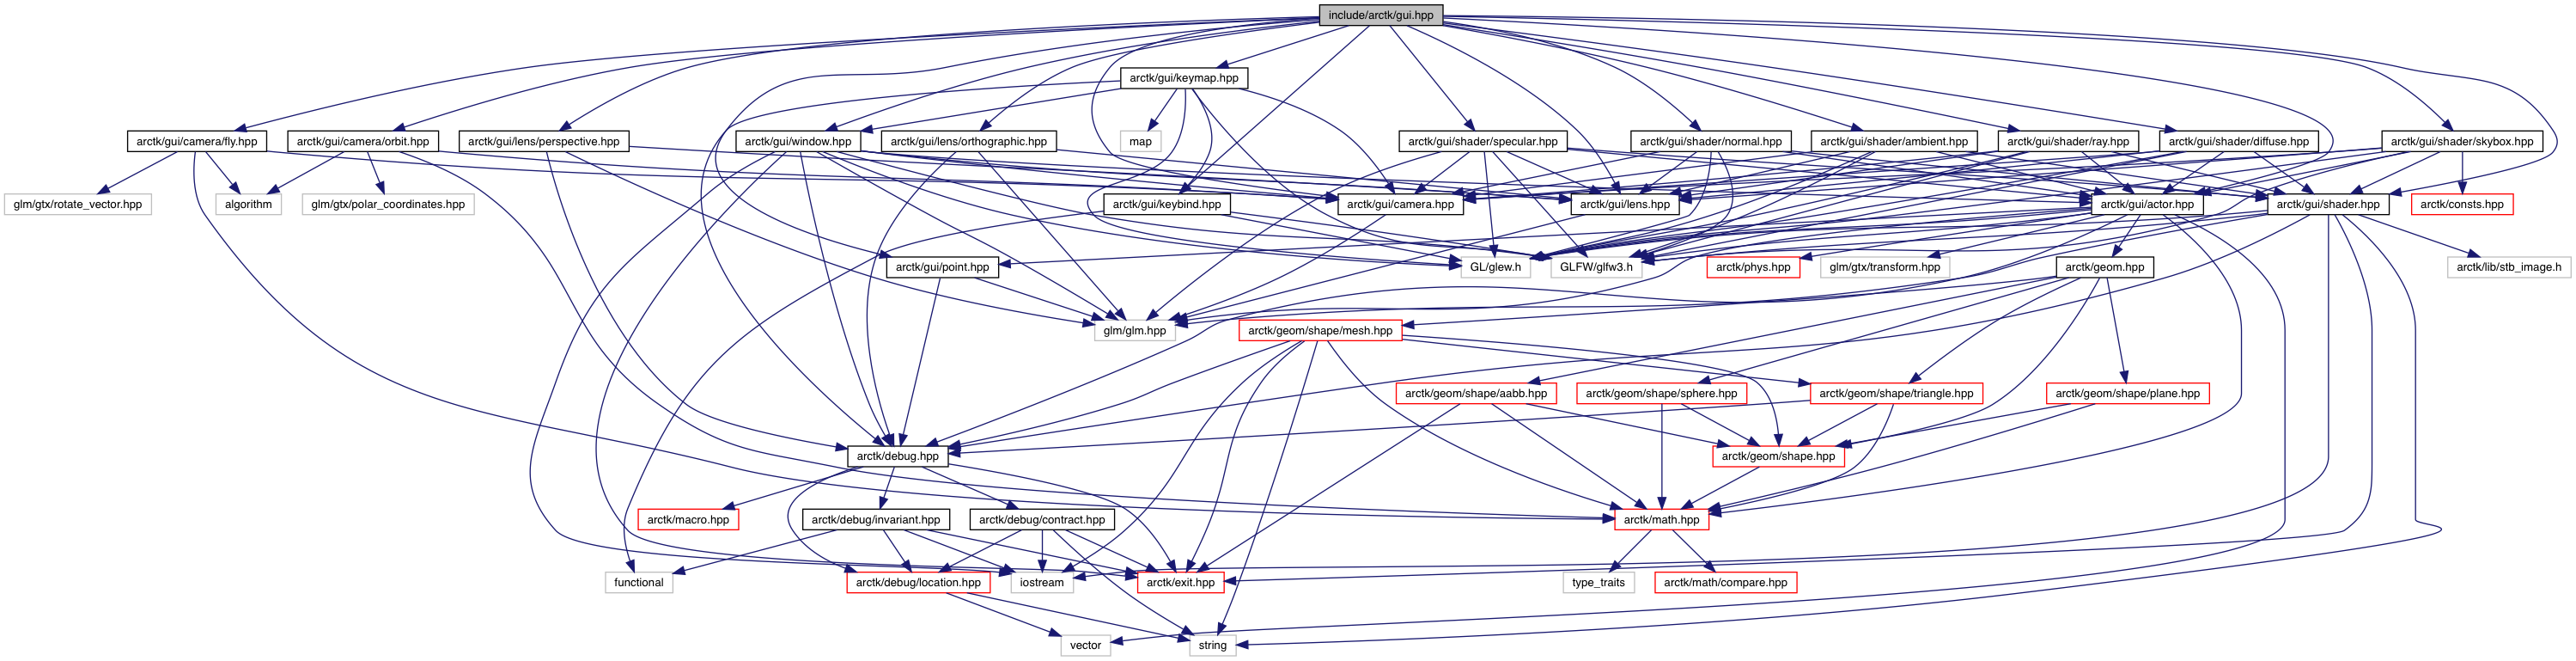 include/arctk/gui.hpp
arctk/gui/keymap.hpp
arctk/gui/camera/fly.hpp
arctk/gui/camera/orbit.hpp
arctk/gui/lens/perspective.hpp
arctk/gui/window.hpp
arctk/gui/lens/orthographic.hpp
map
arctk/gui/shader/specular.hpp
arctk/gui/shader/normal.hpp
arctk/gui/shader/ambient.hpp
arctk/gui/shader/ray.hpp
arctk/gui/shader/diffuse.hpp
arctk/gui/shader/skybox.hpp
glm/gtx/rotate_vector.hpp
algorithm
glm/gtx/polar_coordinates.hpp
arctk/gui/keybind.hpp
arctk/gui/camera.hpp
arctk/gui/lens.hpp
arctk/gui/actor.hpp
arctk/gui/shader.hpp
arctk/consts.hpp
arctk/gui/point.hpp
GL/glew.h
GLFW/glfw3.h
arctk/phys.hpp
glm/gtx/transform.hpp
arctk/geom.hpp
arctk/lib/stb_image.h
glm/glm.hpp
arctk/geom/shape/mesh.hpp
arctk/geom/shape/aabb.hpp
arctk/geom/shape/sphere.hpp
arctk/geom/shape/triangle.hpp
arctk/geom/shape/plane.hpp
arctk/debug.hpp
arctk/geom/shape.hpp
arctk/macro.hpp
arctk/debug/invariant.hpp
arctk/debug/contract.hpp
arctk/math.hpp
functional
arctk/debug/location.hpp
iostream
arctk/exit.hpp
type_traits
arctk/math/compare.hpp
vector
string